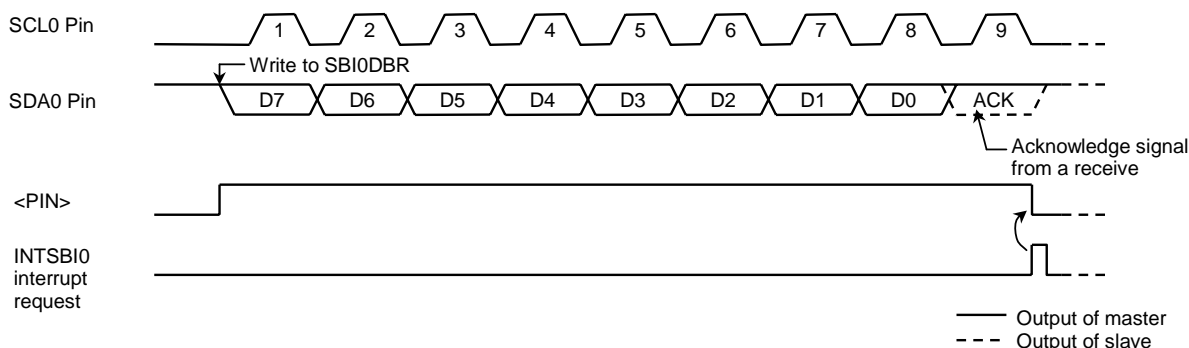 SCL0 Pin
1 2 3 4 5 6 7 8 9
Write to SBI0DBR
SDA0 Pin
D7 D6 D5 D4 D3 D2 D1 D0 ACK
Acknowledge signal
from a receive
<PIN>
INTSBI0
interrupt
request
Output of master
Output of slave